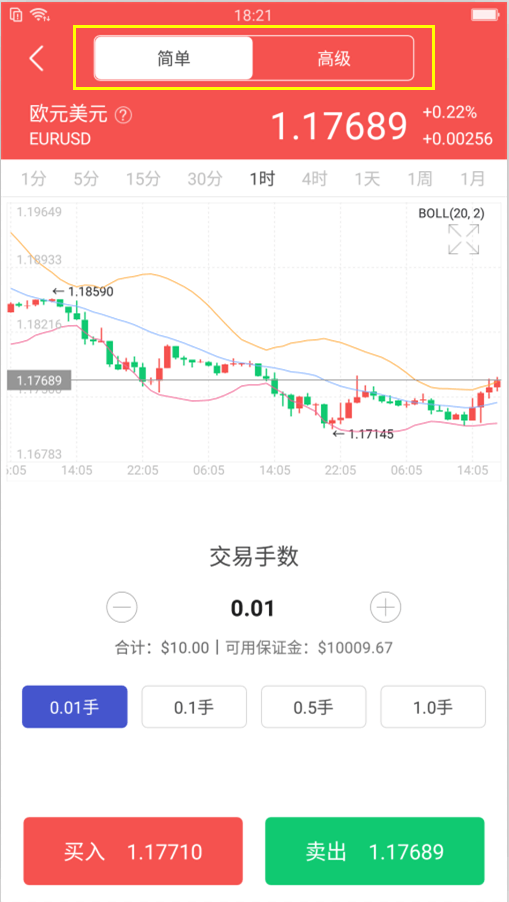 18:21
简单 高级
欧元美元 ?
EURUSD
1.17689
+0.22%
+0.00256
1分 5分 15分 30分 1时 4时 1天 1周 1月
1.19649
BOLL(20, 2)
1.18933
←1.18590
1.18216
1.17689
←1.17145
1.16783
14:05 22:05 06:05 14:05 22:05 06:05 14:05
交易手数
0.01
合计：$10.00 | 可用保证金：$10009.67
0.01手 0.1手 0.5手 1.0手
买入 1.17710 卖出 1.17689